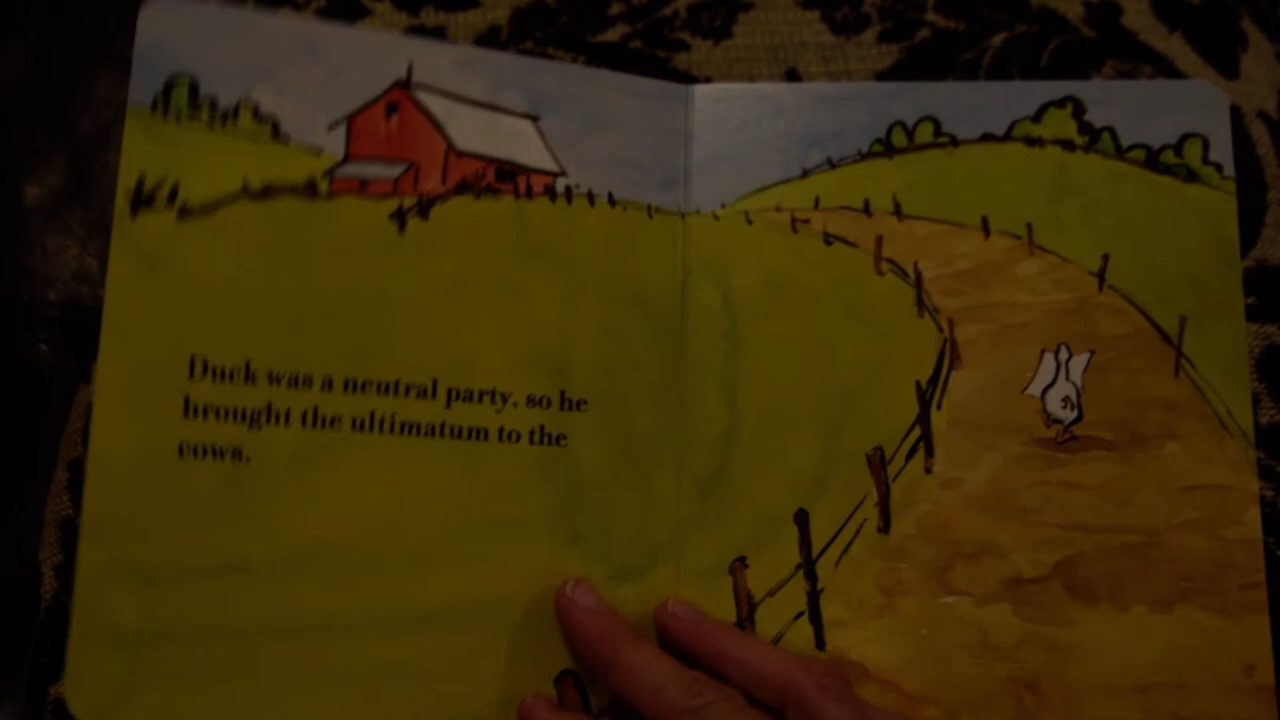 Duck was a neutral party, so he
brought the ultimatum to the
cows.